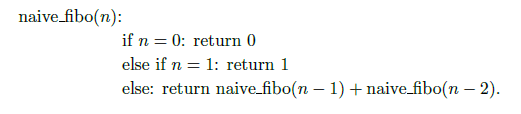 naive_fibo(n):
if n = 0: return 0
else if n = 1: return 1
else: return naive_fibo(n − 1) + naive_fibo(n − 2).